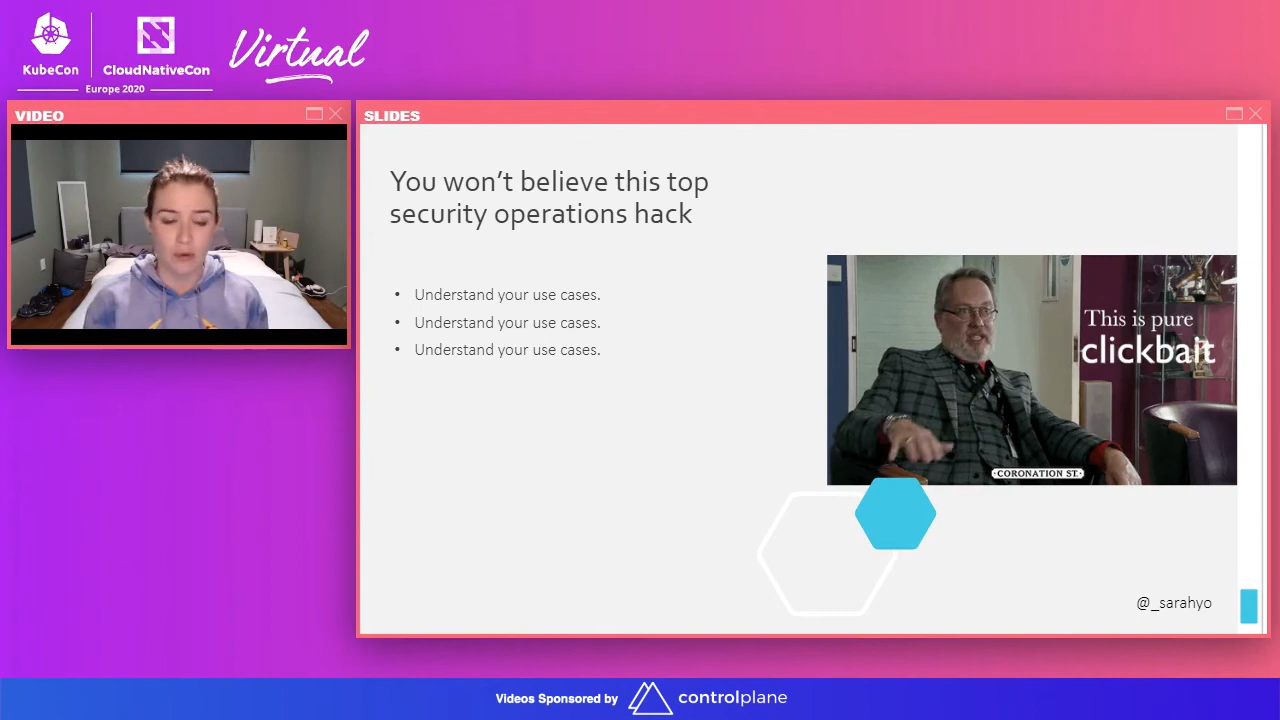 KubeCon
CloudNativeCon
Europe 2020
Virtual
VIDEO
SLIDES
You won’t believe this top
security operations hack
• Understand your use cases.
• Understand your use cases.
• Understand your use cases.
This is pure
clickbait
·CORONATION ST.·
@_sarahyo
Videos Sponsored by
controlplane